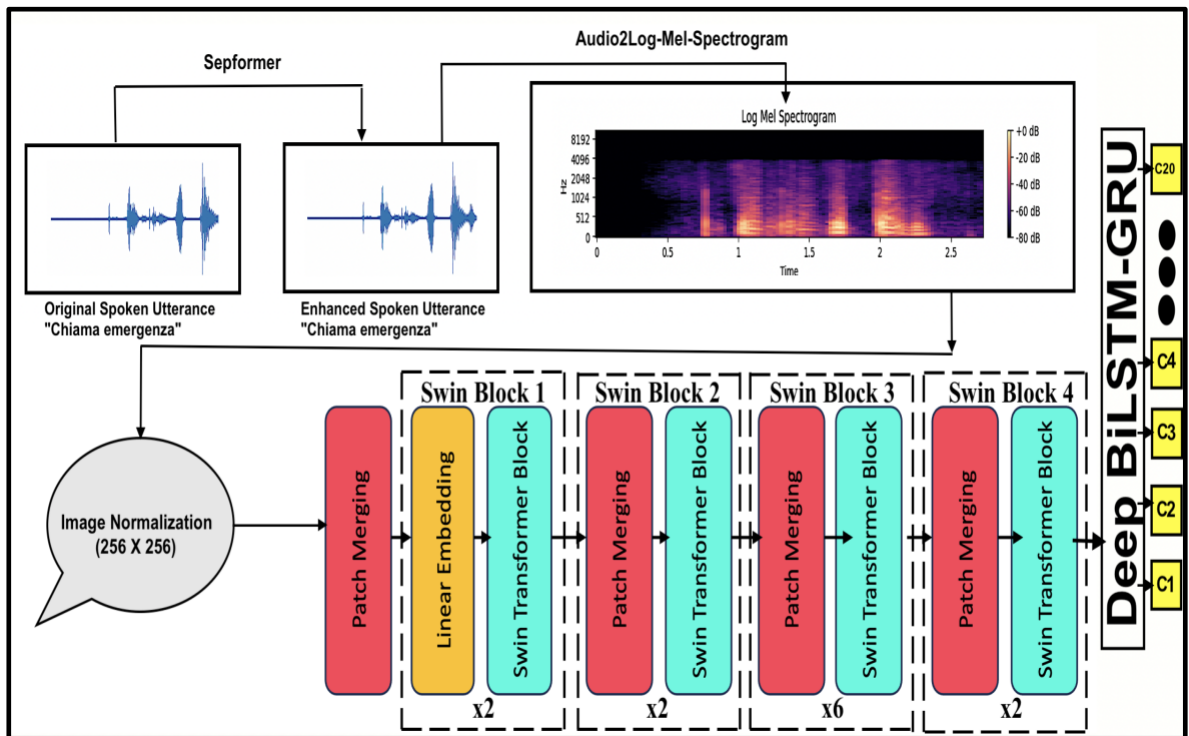 Audio2Log-Mel-Spectrogram
Sepformer
Log Mel Spectrogram
8192
4096
2048
1024
512
0
Hz
0
0.5
1
1.5
2
2.5
Time
+0 dB
-20 dB
-40 dB
-60 dB
-80 dB
Original Spoken Utterance
"Chiama emergenza"
Enhanced Spoken Utterance
"Chiama emergenza"
Image Normalization
(256 X 256)
Patch Merging
Swin Block 1
Linear Embedding
Swin Transformer Block
x2
Swin Block 2
Patch Merging
Swin Transformer Block
x2
Swin Block 3
Patch Merging
Swin Transformer Block
x6
Swin Block 4
Patch Merging
Swin Transformer Block
x2
Deep BiLSTM-GRU
C20
C4
C3
C2
C1